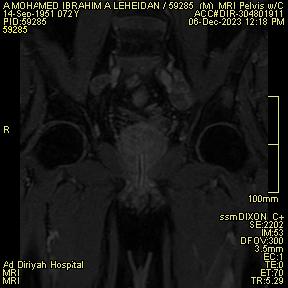 A MOHAMED IBRAHIM A LEHEIDAN / 59285 (M) MRI Pelvis w/C
14-Sep-1951 072Y ACC#DIR-304801911
PID:59285 06-Dec-2023 12:18 PM
59285
R
100mm
ssmDIXON_C+
SE:2202
IM:53
DFOV:300
3.5mm
EC:1
Ad Diriyah Hospital TE:0
MRI ET:70
MRI TR:5.29